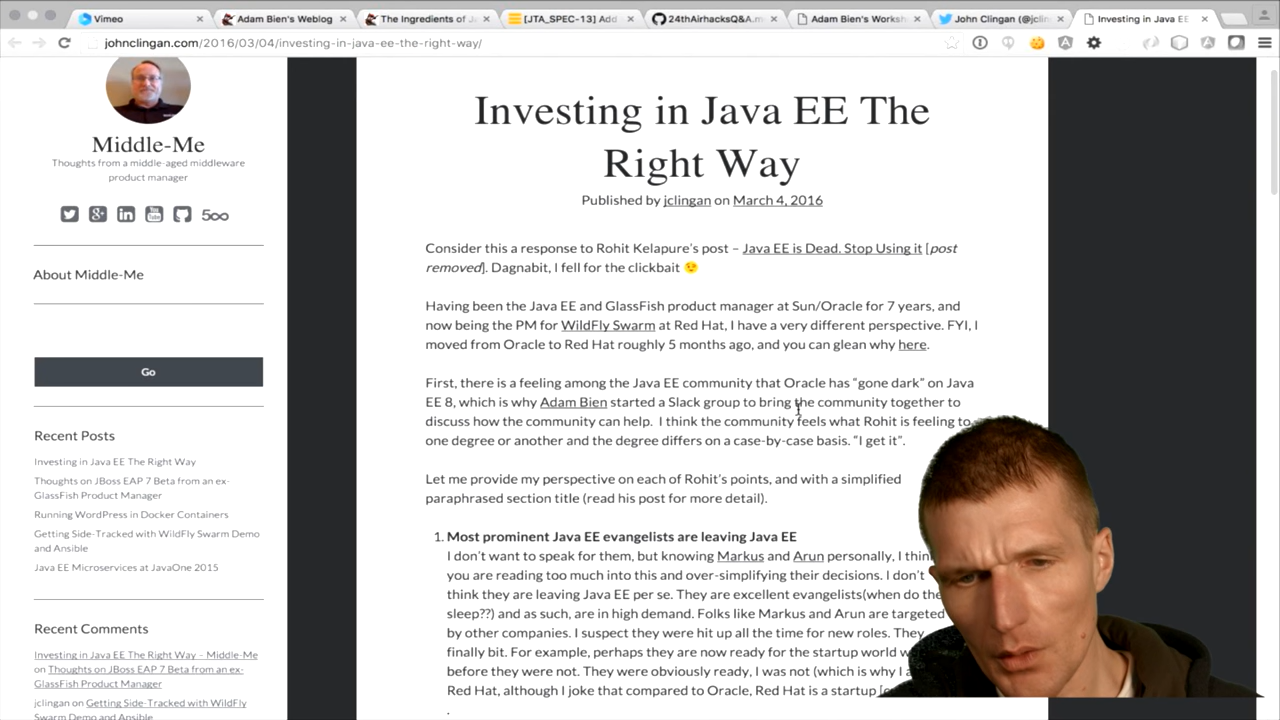 Vimeo
Adam Bien's Weblog
The Ingredients of J
[JTA_SPEC-13] Add
24thAirhacksQ&A.m
Adam Bien's Worksh
John Clingan (@jclin
Investing in Java EE
johnclingan.com/2016/03/04/investing-in-java-ee-the-right-way/
Middle-Me
Thoughts from a middle-aged middleware
product manager
About Middle-Me
Go
Recent Posts
Investing in Java EE The Right Way
Thoughts on JBoss EAP 7 Beta from an ex-
GlassFish Product Manager
Running WordPress in Docker Containers
Getting Side-Tracked with WildFly Swarm Demo
and Ansible
Java EE Microservices at JavaOne 2015
Recent Comments
Investing in Java EE The Right Way – Middle-Me
on Thoughts on JBoss EAP 7 Beta from an ex-
GlassFish Product Manager
jclingan on Getting Side-Tracked with WildFly
Swarm Demo and Ansible
Investing in Java EE The
Right Way
Published by jclingan on March 4, 2016
Consider this a response to Rohit Kelapure's post – Java EE is Dead. Stop Using it [post
removed]. Dagnabit, I fell for the clickbait 😉
Having been the Java EE and GlassFish product manager at Sun/Oracle for 7 years, and
now being the PM for WildFly Swarm at Red Hat, I have a very different perspective. FYI, I
moved from Oracle to Red Hat roughly 5 months ago, and you can glean why here.
First, there is a feeling among the Java EE community that Oracle has "gone dark" on Java
EE 8, which is why Adam Bien started a Slack group to bring the community together to
discuss how the community can help. I think the community feels what Rohit is feeling to
one degree or another and the degree differs on a case-by-case basis. "I get it".
Let me provide my perspective on each of Rohit's points, and with a simplified
paraphrased section title (read his post for more detail).
1. Most prominent Java EE evangelists are leaving Java EE
I don't want to speak for them, but knowing Markus and Arun personally, I thin
you are reading too much into this and over-simplifying their decisions. I don't
think they are leaving Java EE per se. They are excellent evangelists(when do the
sleep??) and as such, are in high demand. Folks like Markus and Arun are targeted
by other companies. I suspect they were hit up all the time for new roles. They
finally bit. For example, perhaps they are now ready for the startup world w
before they were not. They were obviously ready, I was not (which is why I
Red Hat, although I joke that compared to Oracle, Red Hat is a startup